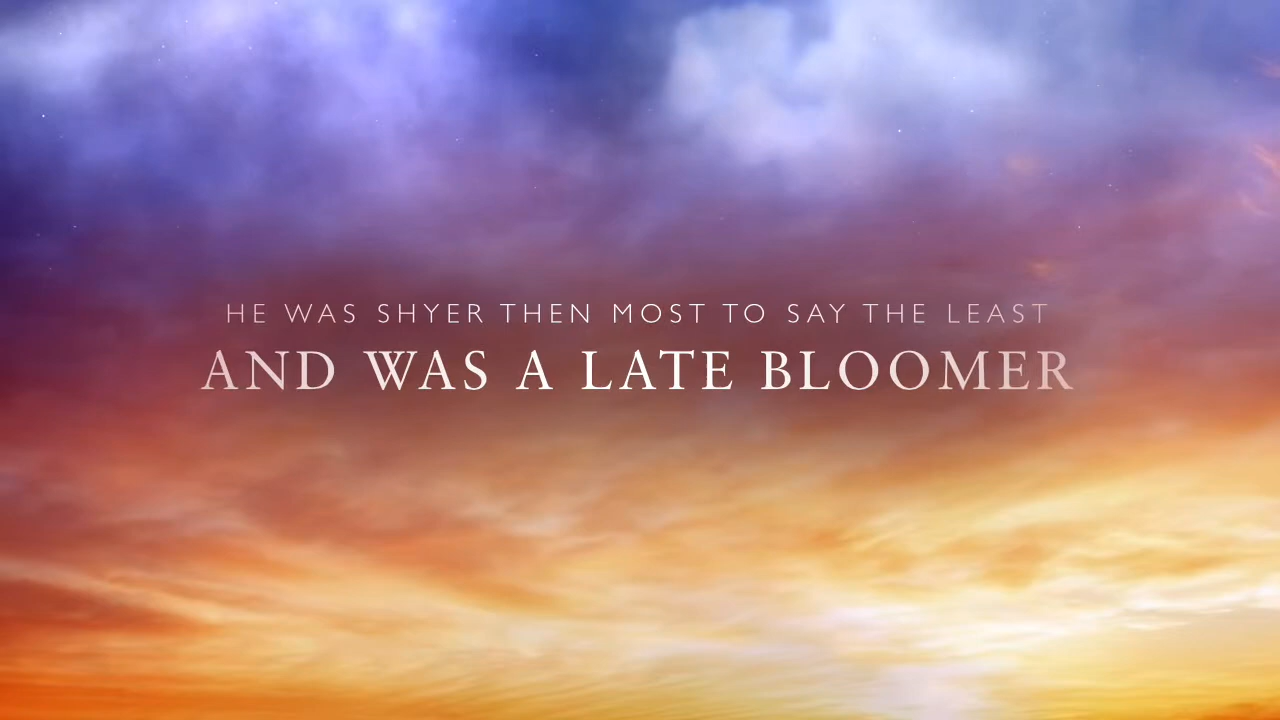 HE WAS SHYER THEN MOST TO SAY THE LEAST
AND WAS A LATE BLOOMER